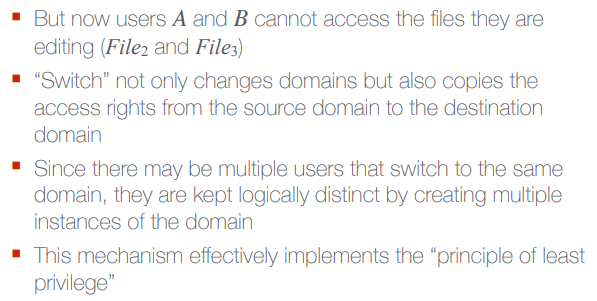 ▪ But now users A and B cannot access the files they are
editing (File₂ and File₃)
▪ “Switch” not only changes domains but also copies the
access rights from the source domain to the destination
domain
▪ Since there may be multiple users that switch to the same
domain, they are kept logically distinct by creating multiple
instances of the domain
▪ This mechanism effectively implements the “principle of least
privilege”